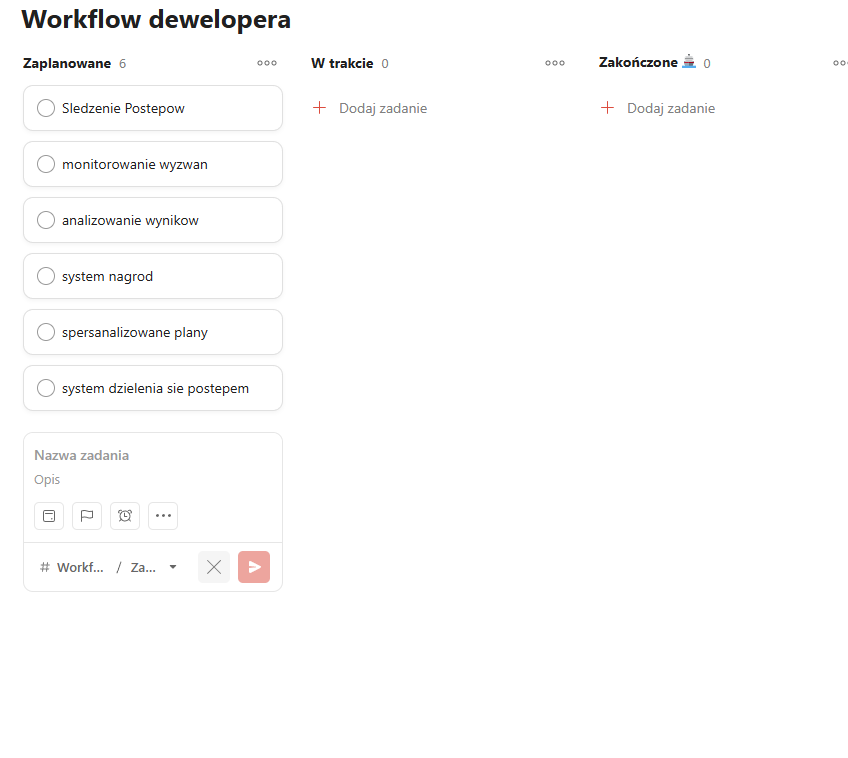 Workflow dewelopera
Zaplanowane 6
W trakcie 0
Zakończone 🚢 0
Dodaj zadanie
Dodaj zadanie
Sledzenie Postepow
monitorowanie wyzwan
analizowanie wynikow
system nagrod
spersanalizowane plany
system dzielenia sie postepem
Nazwa zadania
Opis
# Workf... / Za...